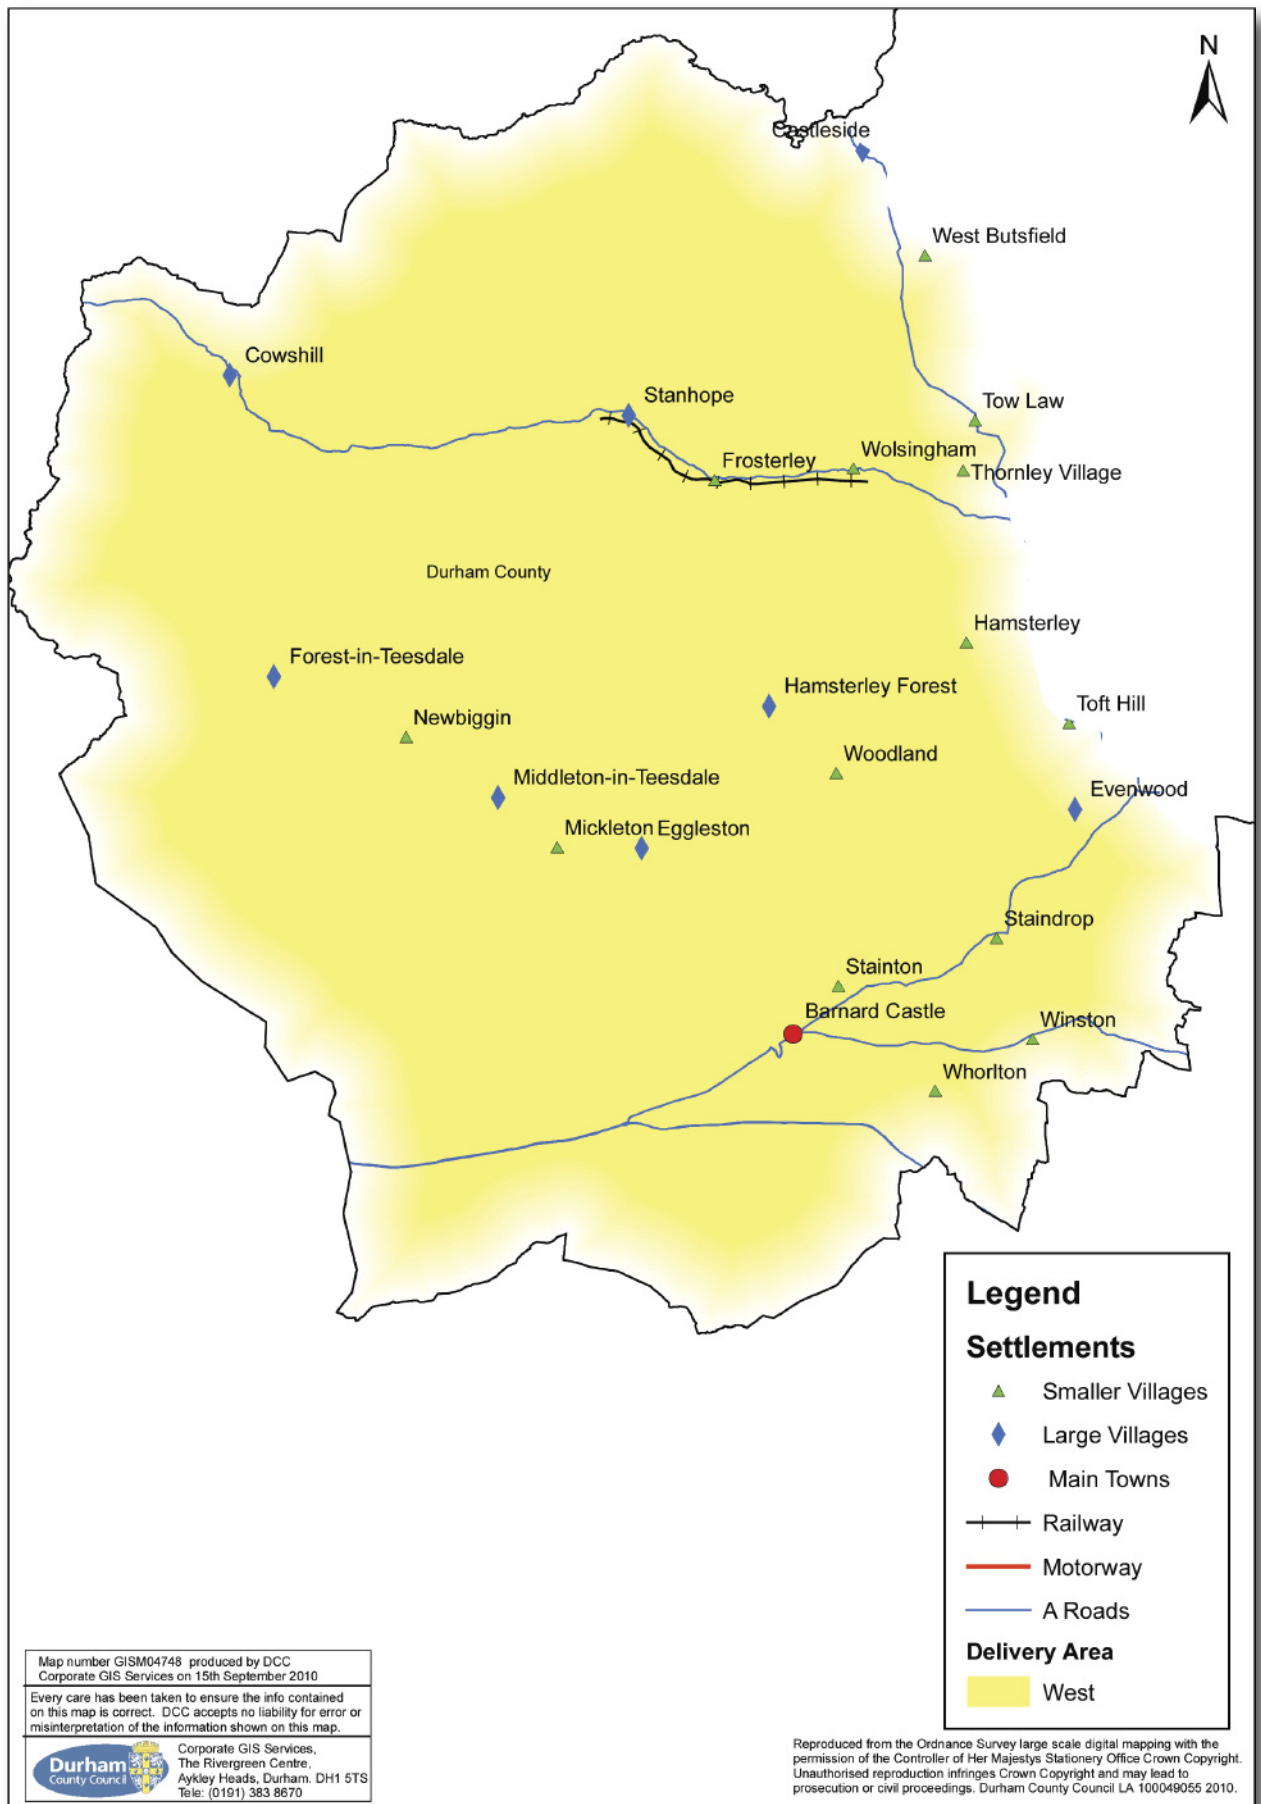 N
Castleside
West Butsfield
Cowshill
Stanhope
Tow Law
Frosterley
Wolsingham
Thornley Village
Durham County
Hamsterley
Forest-in-Teesdale
Hamsterley Forest
Toft Hill
Newbiggin
Woodland
Middleton-in-Teesdale
Evenwood
Mickleton
Eggleston
Staindrop
Stainton
Barnard Castle
Winston
Whorlton
Legend
Settlements
Smaller Villages
Large Villages
Main Towns
Railway
Motorway
A Roads
Delivery Area
West
Map number GISM04748 produced by DCC
Corporate GIS Services on 15th September 2010
Every care has been taken to ensure the info contained
on this map is correct. DCC accepts no liability for error or
misinterpretation of the information shown on this map.
Durham
County Council
Corporate GIS Services,
The Rivergreen Centre,
Aykley Heads, Durham. DH1 5TS
Tele: (0191) 383 8670
Reproduced from the Ordnance Survey large scale digital mapping with the
permission of the Controller of Her Majestys Stationery Office Crown Copyright.
Unauthorised reproduction infringes Crown Copyright and may lead to
prosecution or civil proceedings. Durham County Council LA 100049055 2010.